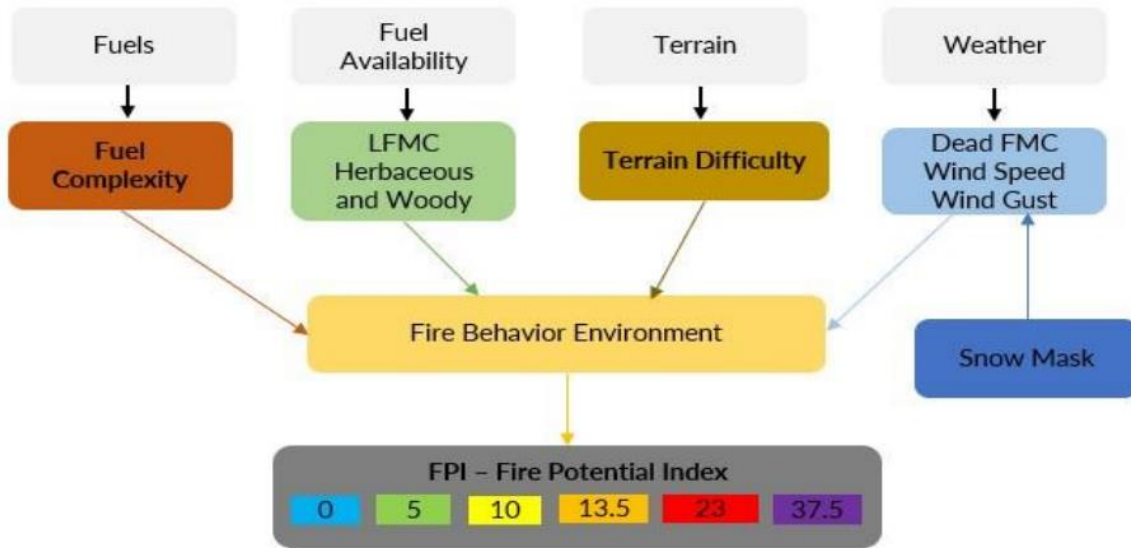 Fuels
Fuel
Availability
Terrain
Weather
Fuel
Complexity
LFMC
Herbaceous
and Woody
Terrain Difficulty
Dead FMC
Wind Speed
Wind Gust
Fire Behavior Environment
Snow Mask
FPI – Fire Potential Index
0 5 10 13.5 23 37.5